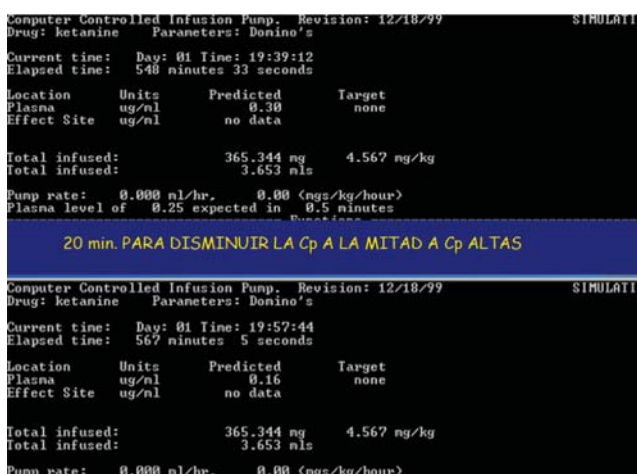 Computer Controlled Infusion Pump. Revision: 12/18/99 SIMULATI
Drug: ketamine Parameters: Domino's
Current time: Day: 01 Time: 19:39:12
Elapsed time: 548 minutes 33 seconds
Location Units Predicted Target
Plasma ug/ml 0.30 none
Effect Site ug/ml no data
Total infused: 365.344 mg 4.567 mg/kg
Total infused: 3.653 mls
Pump rate: 0.000 ml/hr, 0.00 (mgs/kg/hour)
Plasma level of 0.25 expected in 0.5 minutes
Functions
20 min. PARA DISMINUIR LA Cp A LA MITAD A Cp ALTAS
Computer Controlled Infusion Pump. Revision: 12/18/99 SIMULATI
Drug: ketamine Parameters: Domino's
Current time: Day: 01 Time: 19:57:44
Elapsed time: 567 minutes 5 seconds
Location Units Predicted Target
Plasma ug/ml 0.16 none
Effect Site ug/ml no data
Total infused: 365.344 mg 4.567 mg/kg
Total infused: 3.653 mls
Pump rate: 0.000 ml/hr, 0.00 (mgs/kg/hour)